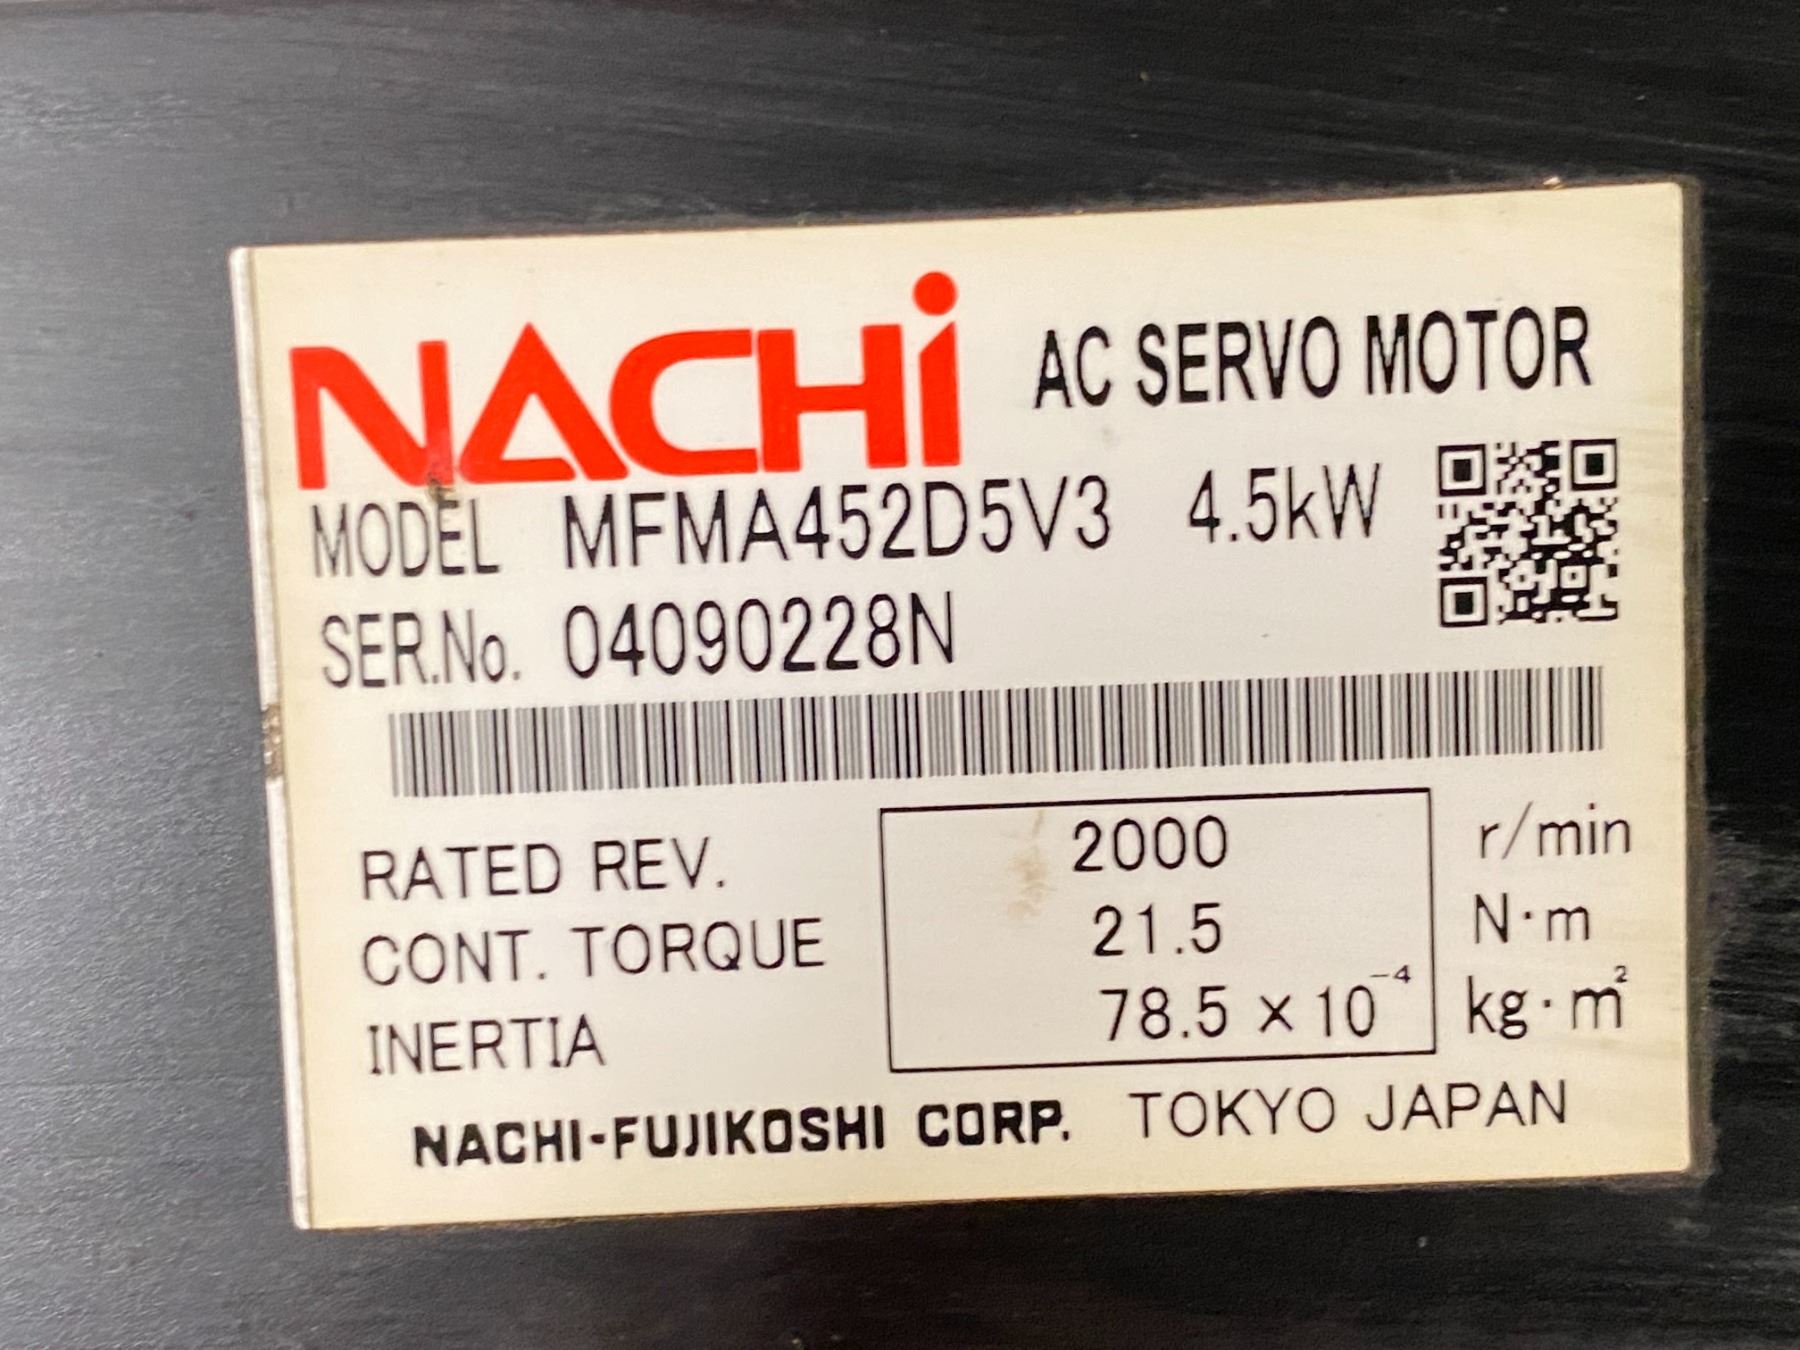 NACHi AC SERVO MOTOR
MODEL MFMA452D5V3 4.5kW
SER.No. 04090228N
RATED REV. 2000 r/min
CONT. TORQUE 21.5 N·m
INERTIA 78.5 × 10⁻⁴ kg·m²
NACHI-FUJIKOSHI CORP. TOKYO JAPAN